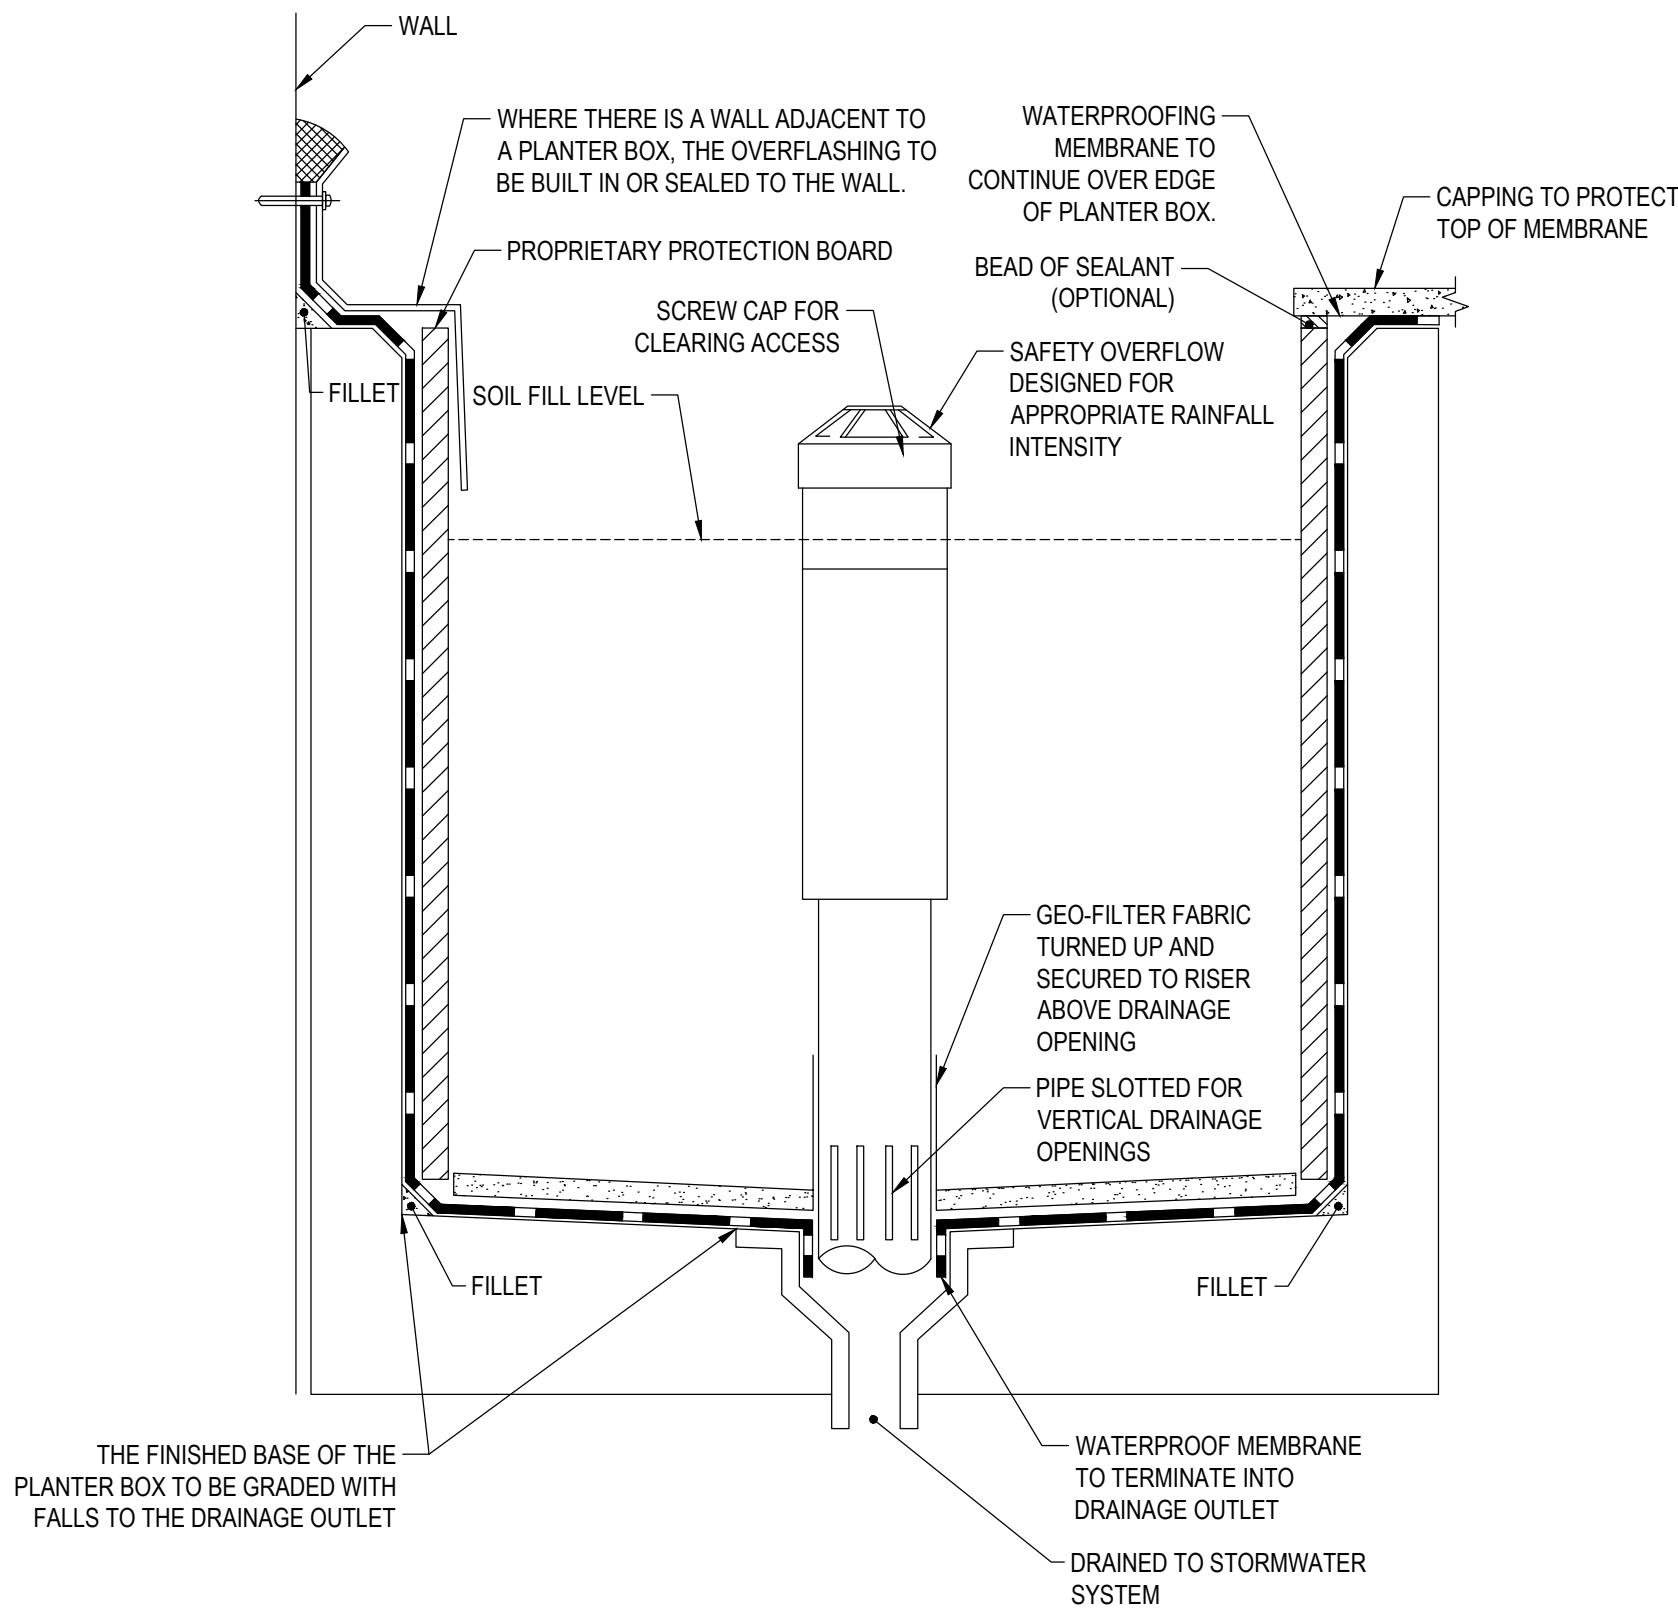 WALL
WHERE THERE IS A WALL ADJACENT TO
A PLANTER BOX, THE OVERFLASHING TO
BE BUILT IN OR SEALED TO THE WALL.
WATERPROOFING
MEMBRANE TO
CONTINUE OVER EDGE
OF PLANTER BOX.
CAPPING TO PROTECT
TOP OF MEMBRANE
PROPRIETARY PROTECTION BOARD
BEAD OF SEALANT
(OPTIONAL)
SCREW CAP FOR
CLEARING ACCESS
SAFETY OVERFLOW
DESIGNED FOR
APPROPRIATE RAINFALL
INTENSITY
FILLET
SOIL FILL LEVEL
GEO-FILTER FABRIC
TURNED UP AND
SECURED TO RISER
ABOVE DRAINAGE
OPENING
PIPE SLOTTED FOR
VERTICAL DRAINAGE
OPENINGS
FILLET
FILLET
THE FINISHED BASE OF THE
PLANTER BOX TO BE GRADED WITH
FALLS TO THE DRAINAGE OUTLET
WATERPROOF MEMBRANE
TO TERMINATE INTO
DRAINAGE OUTLET
DRAINED TO STORMWATER
SYSTEM